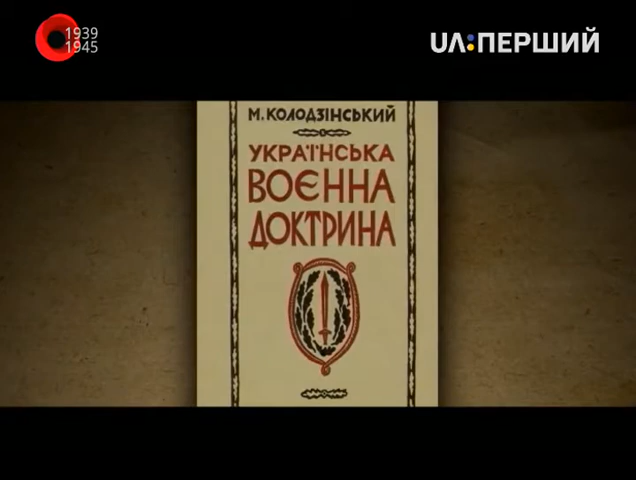 1939
1945
UA:ПЕРШИЙ
М. КОЛОДЗІНСЬКИЙ
УКРАЇНСЬКА
ВОЄННА
ДОКТРИНА